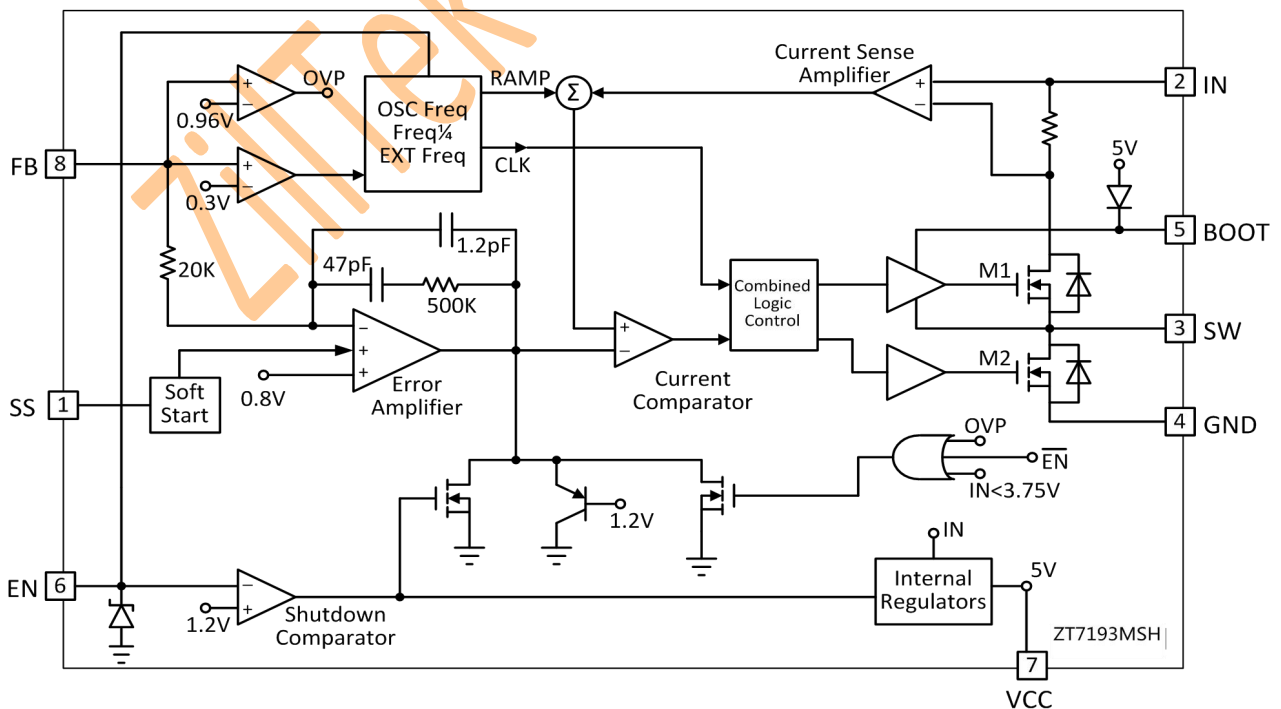 OVP
RAMP
Σ
Current Sense
Amplifier
2
IN
0.96V
OSC Freq
Freq¼
EXT Freq
5V
FB
8
CLK
0.3V
5
BOOT
20K
1.2pF
47pF
500K
M1
Combined
Logic
Control
3
SW
M2
0.8V
Error
Amplifier
Current
Comparator
Soft
Start
SS
1
4
GND
OVP
EN
IN<3.75V
1.2V
IN
5V
EN
6
Internal
Regulators
1.2V
Shutdown
Comparator
ZT7193MSH
7
VCC
ZillTek